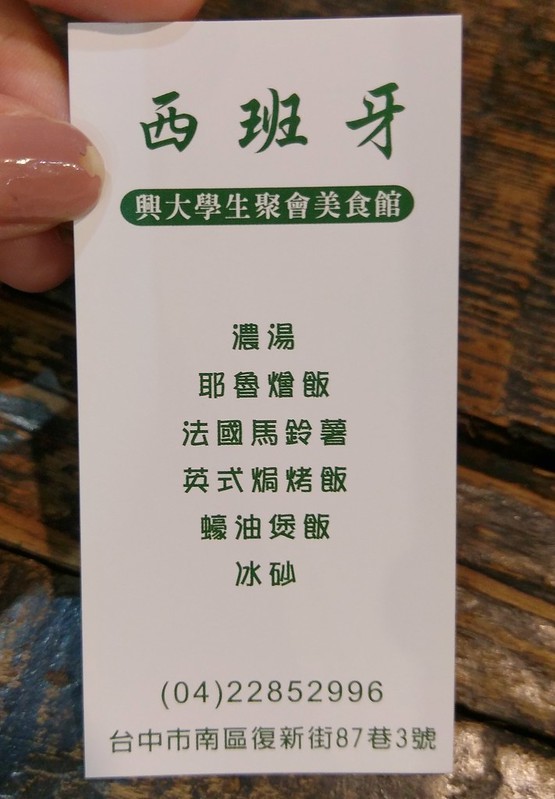 西班牙
興大學生聚會美食館
濃湯
耶魯燴飯
法國馬鈴薯
英式焗烤飯
蠔油煲飯
冰砂
(04)22852996
台中市南區復新街87巷3號